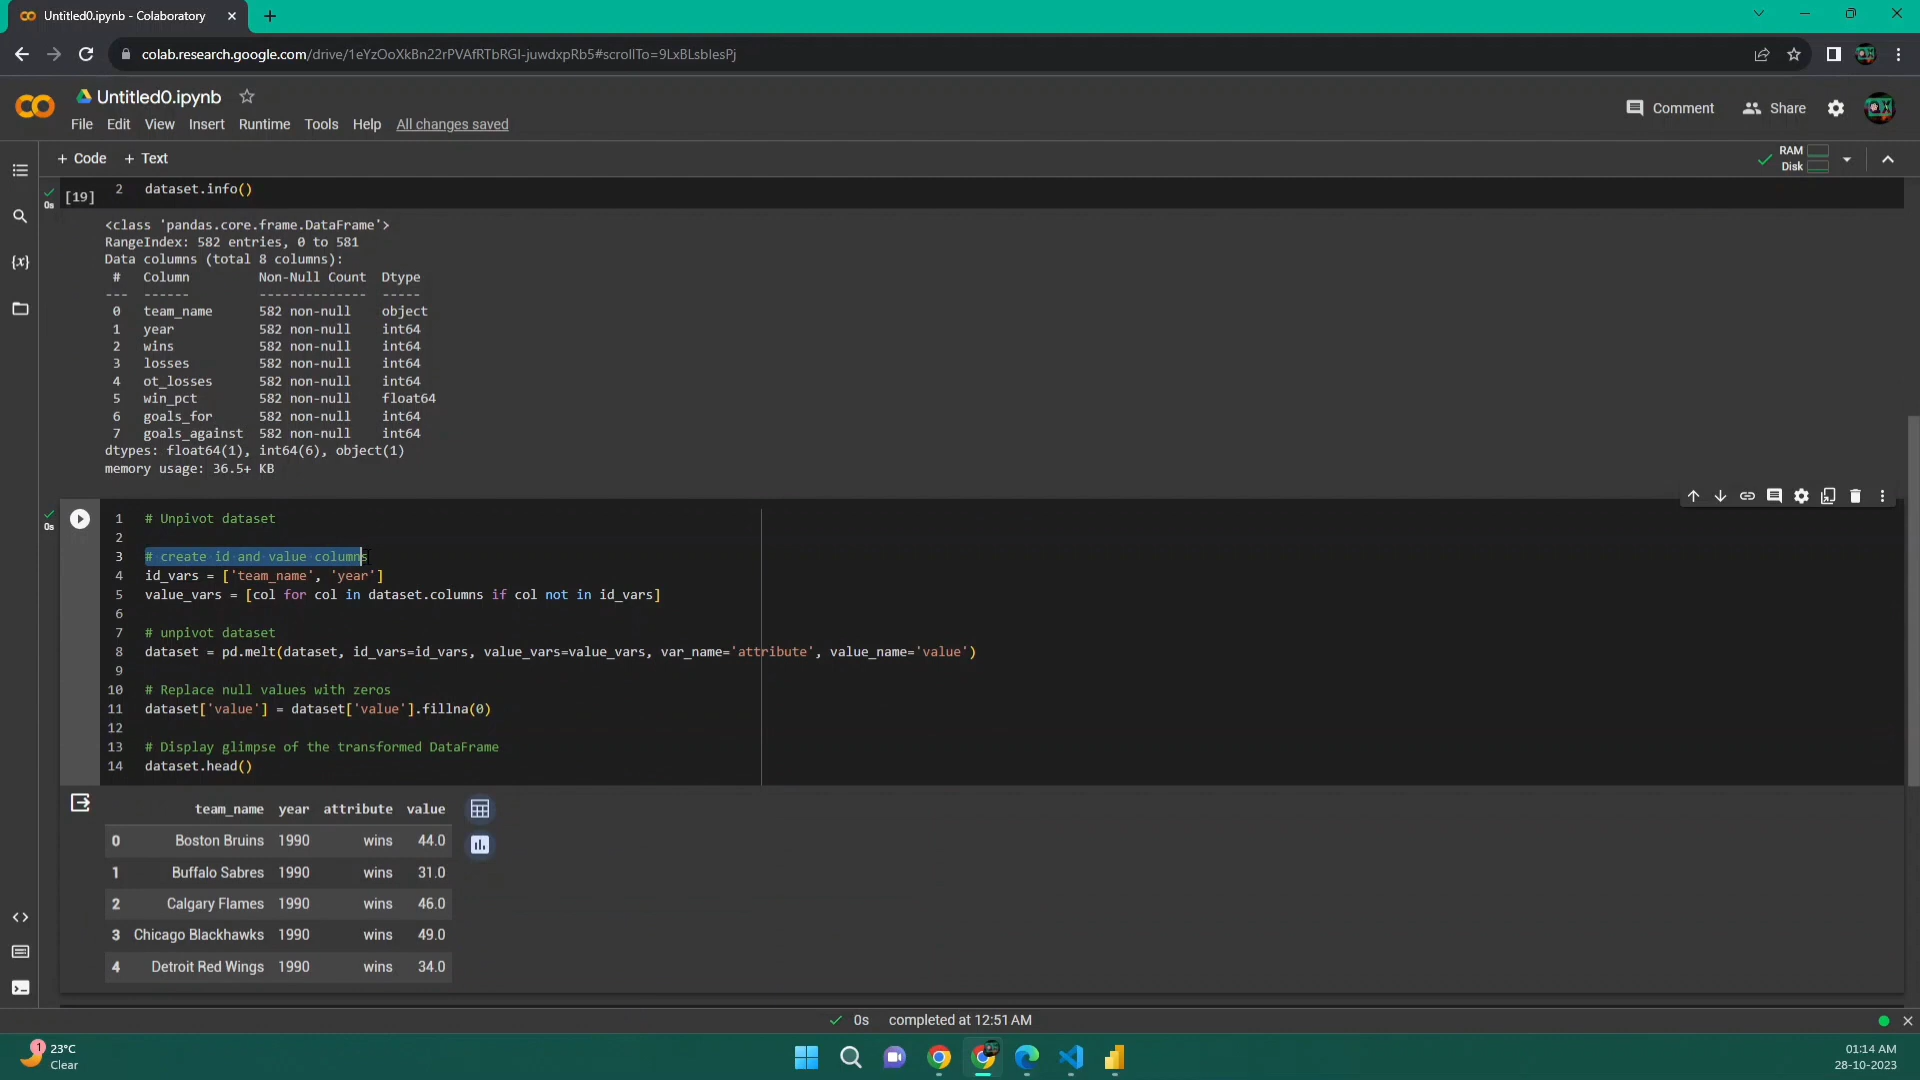 Untitled0.ipynb - Colaboratory
colab.research.google.com/drive/1eYzOoXkBn22rPVAfRTbRGI-juwdxpRb5#scrollTo=9LxBLsblesPj
Untitled0.ipynb
Comment
Share
File Edit View Insert Runtime Tools Help All changes saved
+ Code + Text
RAM
Disk
[19] 2 dataset.info()
0s
<class 'pandas.core.frame.DataFrame'>
RangeIndex: 582 entries, 0 to 581
Data columns (total 8 columns):
# Column Non-Null Count Dtype
--- ------ -------------- -----
0 team_name 582 non-null object
1 year 582 non-null int64
2 wins 582 non-null int64
3 losses 582 non-null int64
4 ot_losses 582 non-null int64
5 win_pct 582 non-null float64
6 goals_for 582 non-null int64
7 goals_against 582 non-null int64
dtypes: float64(1), int64(6), object(1)
memory usage: 36.5+ KB
0s
1 # Unpivot dataset
2
3 # create id and value columns
4 id_vars = ['team_name', 'year']
5 value_vars = [col for col in dataset.columns if col not in id_vars]
6
7 # unpivot dataset
8 dataset = pd.melt(dataset, id_vars=id_vars, value_vars=value_vars, var_name='attribute', value_name='value')
9
10 # Replace null values with zeros
11 dataset['value'] = dataset['value'].fillna(0)
12
13 # Display glimpse of the transformed DataFrame
14 dataset.head()
team_name year attribute value
0 Boston Bruins 1990 wins 44.0
1 Buffalo Sabres 1990 wins 31.0
2 Calgary Flames 1990 wins 46.0
3 Chicago Blackhawks 1990 wins 49.0
4 Detroit Red Wings 1990 wins 34.0
0s completed at 12:51 AM
1
23°C
Clear
01:14 AM
28-10-2023